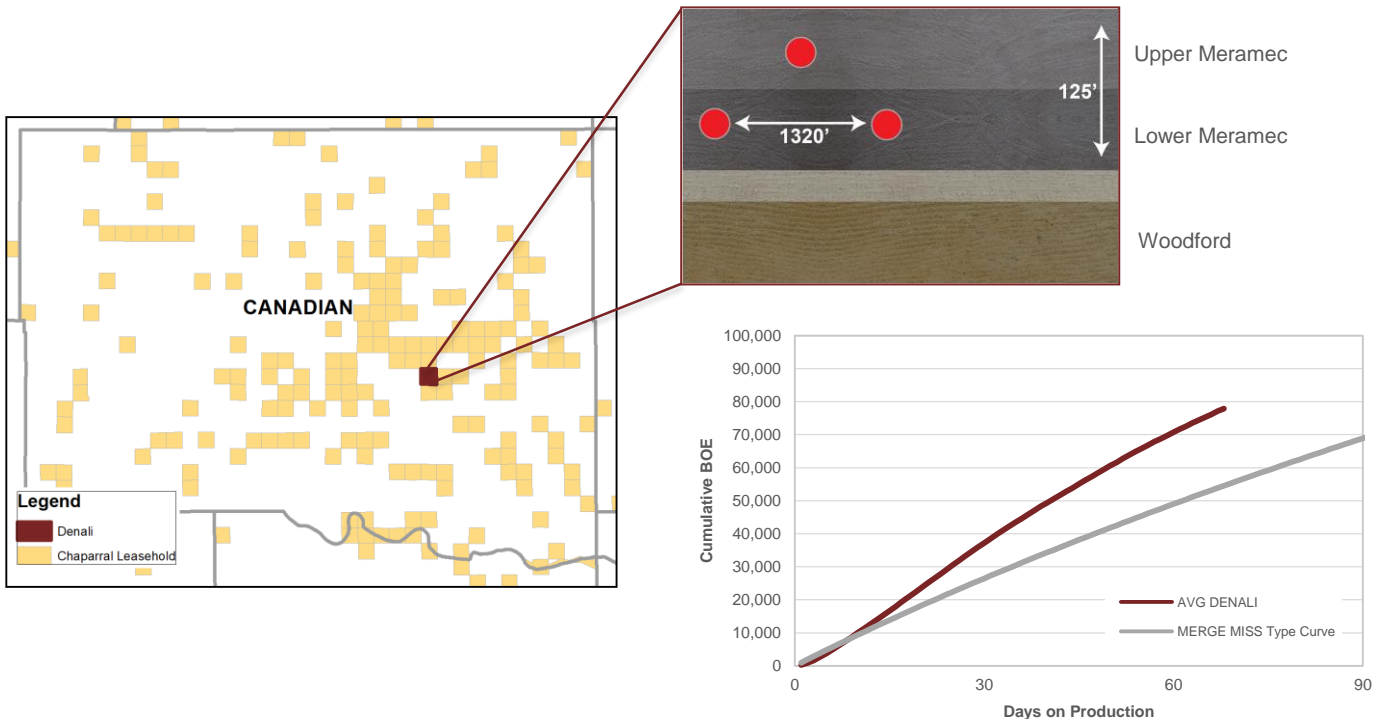 CANADIAN
Legend
Denali
Chaparral Leasehold
125’
1320’
Upper Meramec
Lower Meramec
Woodford
100,000
90,000
80,000
70,000
60,000
50,000
40,000
30,000
20,000
10,000
0
Cumulative BOE
AVG DENALI
MERGE MISS Type Curve
0 30 60 90
Days on Production